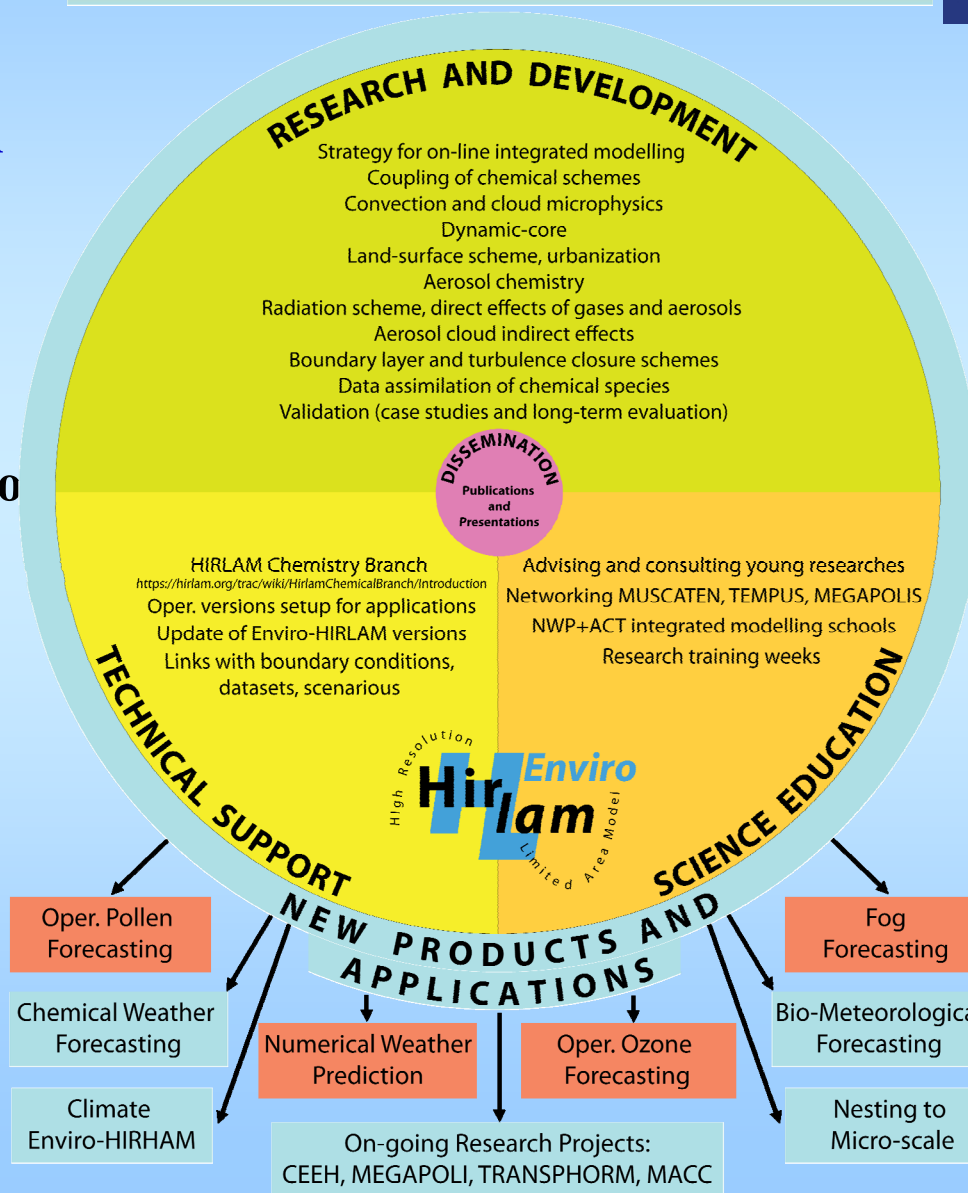 RESEARCH AND DEVELOPMENT
Strategy for on-line integrated modelling
Coupling of chemical schemes
Convection and cloud microphysics
Dynamic-core
Land-surface scheme, urbanization
Aerosol chemistry
Radiation scheme, direct effects of gases and aerosols
Aerosol cloud indirect effects
Boundary layer and turbulence closure schemes
Data assimilation of chemical species
Validation (case studies and long-term evaluation)
DISSEMINATION
Publications
and
Presentations
HIRLAM Chemistry Branch
https://hirlam.org/trac/wiki/HirlamChemicalBranch/Introduction
Oper. versions setup for applications
Update of Enviro-HIRLAM versions
Links with boundary conditions,
datasets, scenarious
TECHNICAL SUPPORT
Advising and consulting young researches
Networking MUSCATEN, TEMPUS, MEGAPOLIS
NWP+ACT integrated modelling schools
Research training weeks
SCIENCE EDUCATION
High Resolution
Enviro
Hir
lam
Limited Area Model
NEW PRODUCTS AND
APPLICATIONS
Oper. Pollen
Forecasting
Fog
Forecasting
Chemical Weather
Forecasting
Bio-Meteorologica
Forecasting
Numerical Weather
Prediction
Oper. Ozone
Forecasting
Climate
Enviro-HIRHAM
Nesting to
Micro-scale
On-going Research Projects:
CEEH, MEGAPOLI, TRANSPHORM, MACC